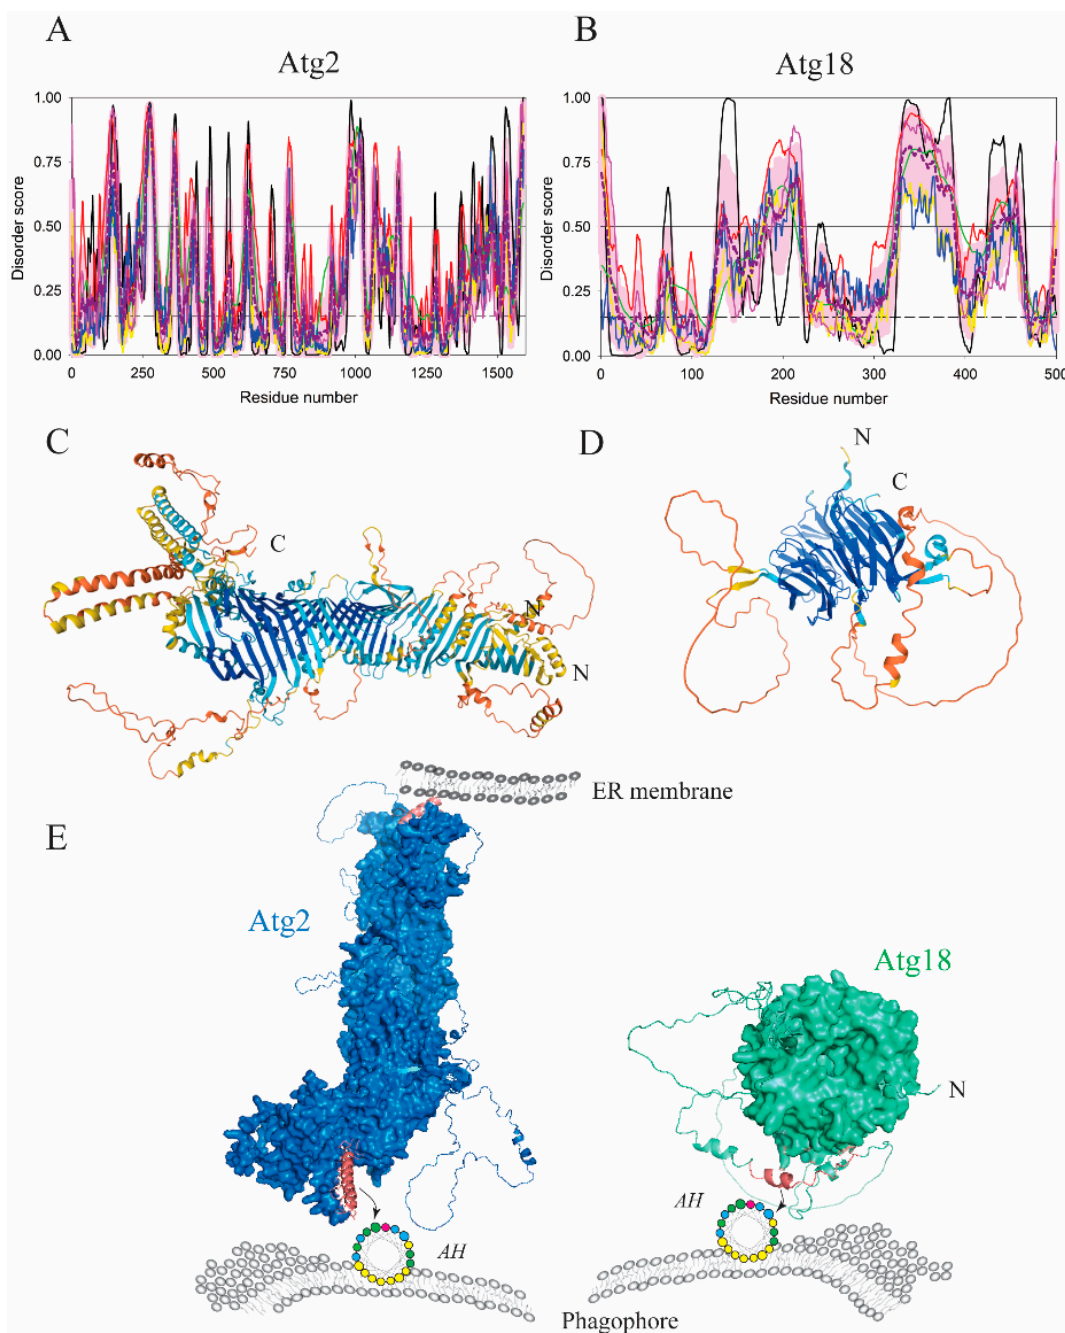 A
B
Atg2
Atg18
1.00
0.75
0.50
0.25
0.00
Disorder score
0
250
500
750
1000
1250
1500
Residue number
1.00
0.75
0.50
0.25
0.00
Disorder score
0
100
200
300
400
500
Residue number
C
D
N
C
C
N
N
ER membrane
E
Atg2
Atg18
N
AH
AH
Phagophore